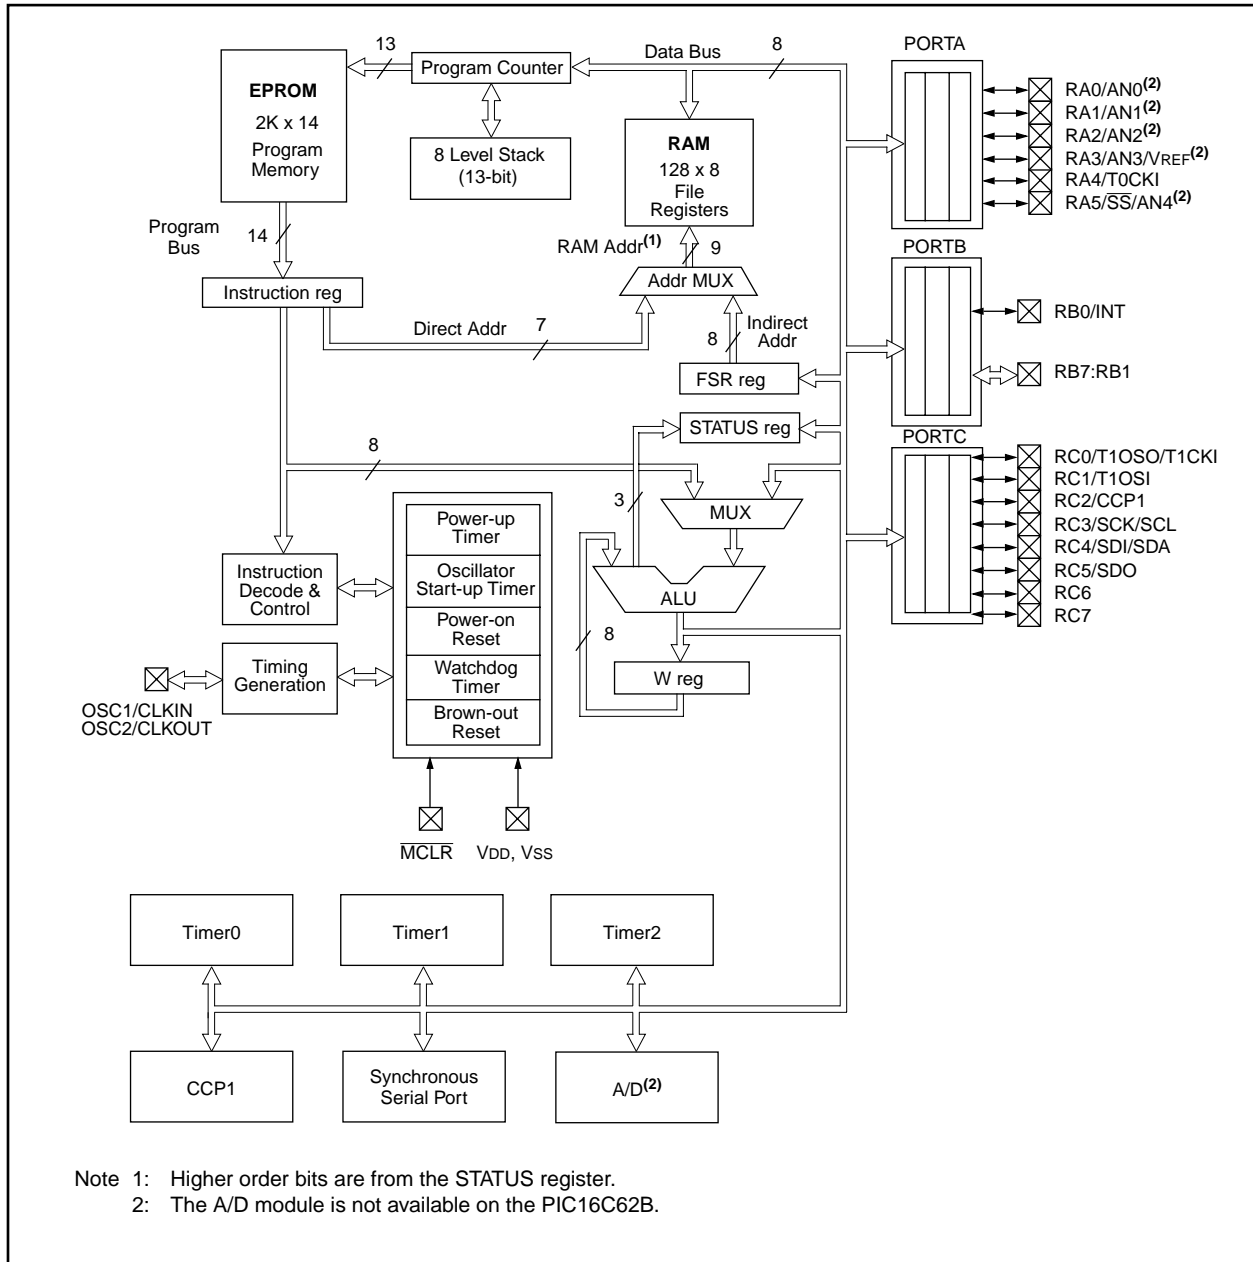 13
Data Bus
8
PORTA
EPROM
2K x 14
Program
Memory
Program Counter
8 Level Stack
(13-bit)
RAM
128 x 8
File
Registers
RA0/AN0(2)
RA1/AN1(2)
RA2/AN2(2)
RA3/AN3/VREF(2)
RA4/T0CKI
RA5/SS/AN4(2)
Program
Bus
14
RAM Addr(1)
9
PORTB
Instruction reg
Addr MUX
Direct Addr
7
8
Indirect
Addr
RB0/INT
RB7:RB1
FSR reg
STATUS reg
PORTC
8
3
MUX
RC0/T1OSO/T1CKI
RC1/T1OSI
RC2/CCP1
RC3/SCK/SCL
RC4/SDI/SDA
RC5/SDO
RC6
RC7
Power-up
Timer
Oscillator
Start-up Timer
Power-on
Reset
Watchdog
Timer
Brown-out
Reset
Instruction
Decode &
Control
ALU
8
W reg
Timing
Generation
OSC1/CLKIN
OSC2/CLKOUT
MCLR
VDD, VSS
Timer0
Timer1
Timer2
CCP1
Synchronous
Serial Port
A/D(2)
Note 1: Higher order bits are from the STATUS register.
2: The A/D module is not available on the PIC16C62B.